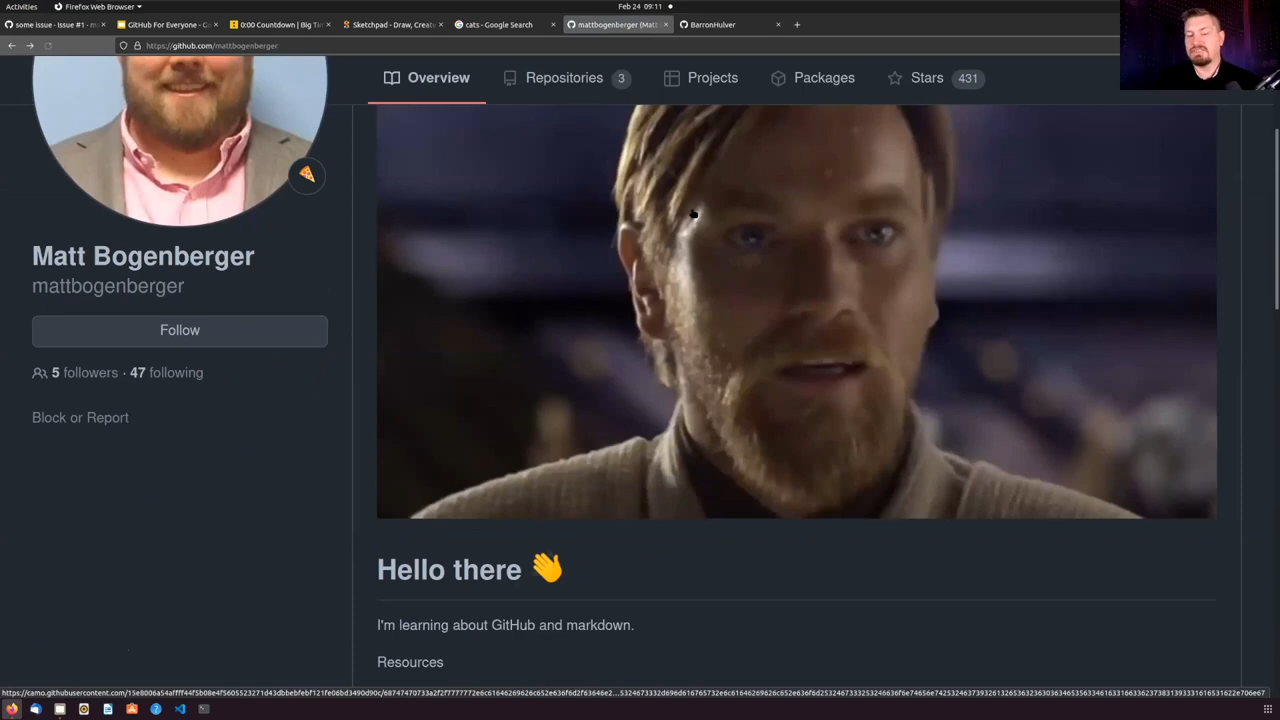 Activities
Firefox Web Browser
Feb 24 09:11
some issue · Issue #1 · m
GitHub For Everyone - Go
0:00 Countdown | Big Tim
Sketchpad - Draw, Create
cats - Google Search
mattbogenberger (Matt
BarronHulver
https://github.com/mattbogenberger
Overview
Repositories 3
Projects
Packages
Stars 431
Matt Bogenberger
mattbogenberger
Follow
5 followers · 47 following
Block or Report
Hello there 👋
I'm learning about GitHub and markdown.
Resources